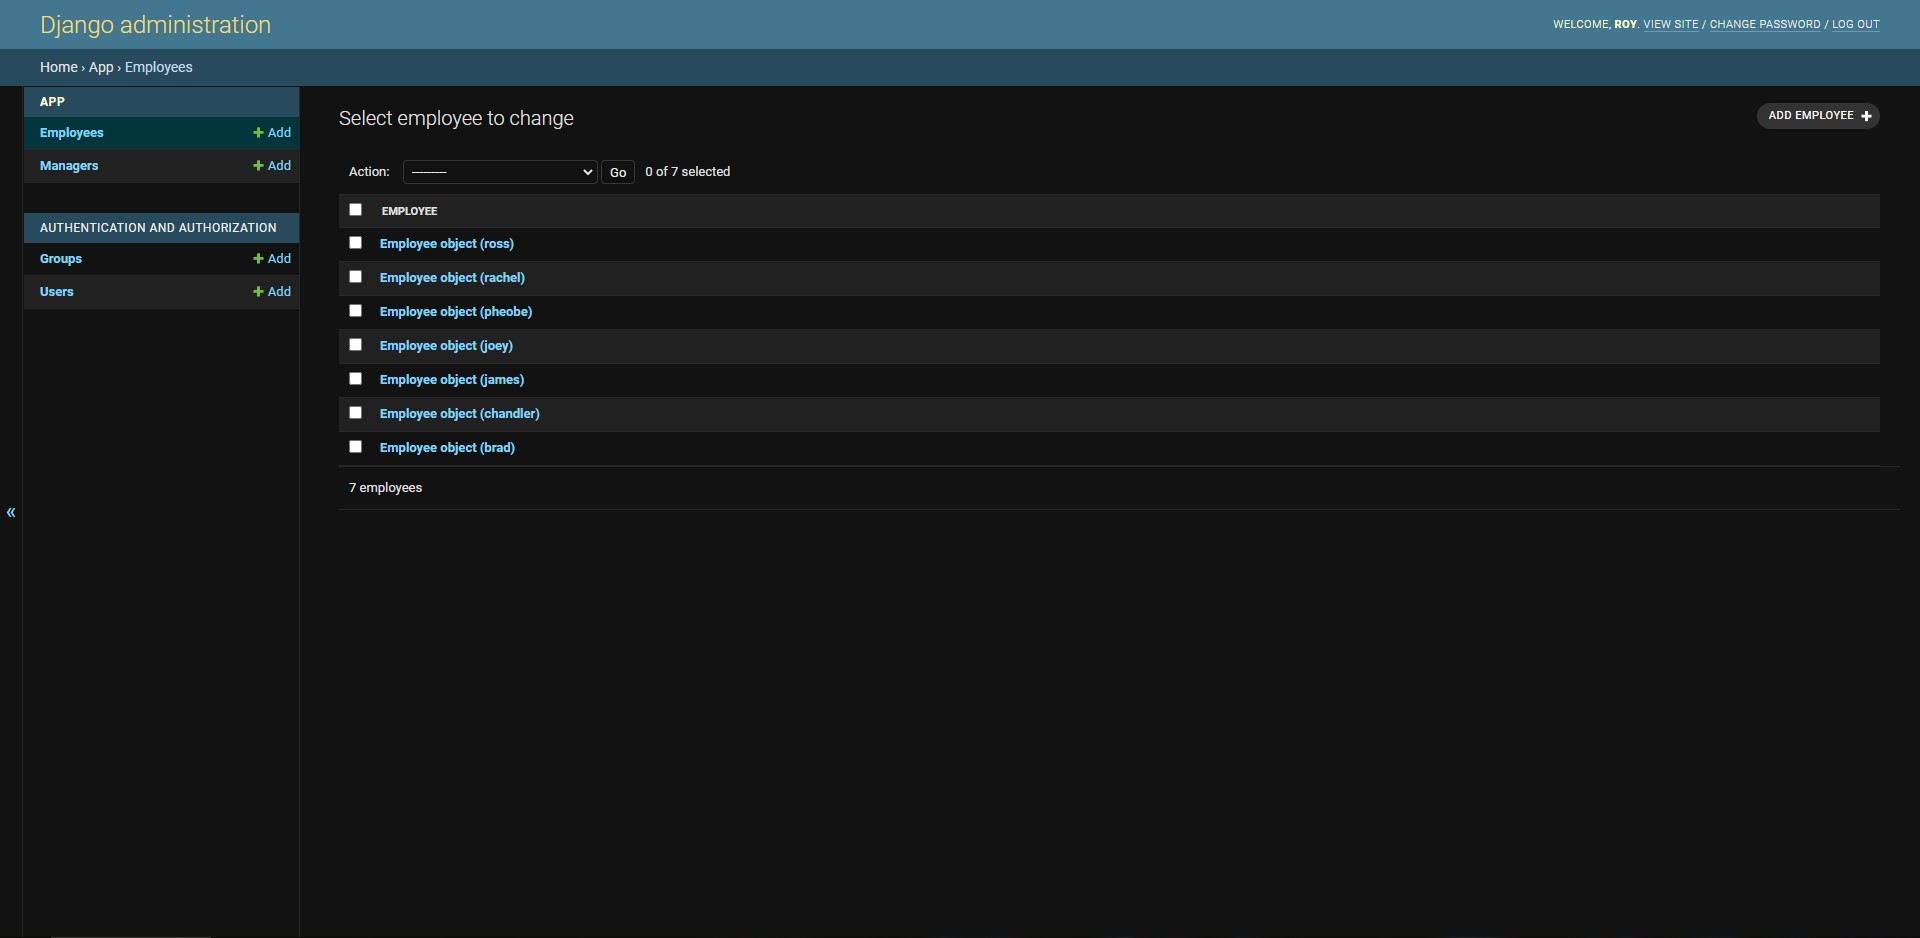 Django administration
WELCOME, ROY. VIEW SITE / CHANGE PASSWORD / LOG OUT
Home › App › Employees
APP
Employees + Add
Managers + Add
AUTHENTICATION AND AUTHORIZATION
Groups + Add
Users + Add
«
Select employee to change
ADD EMPLOYEE +
Action: --------- Go 0 of 7 selected
EMPLOYEE
Employee object (ross)
Employee object (rachel)
Employee object (pheobe)
Employee object (joey)
Employee object (james)
Employee object (chandler)
Employee object (brad)
7 employees